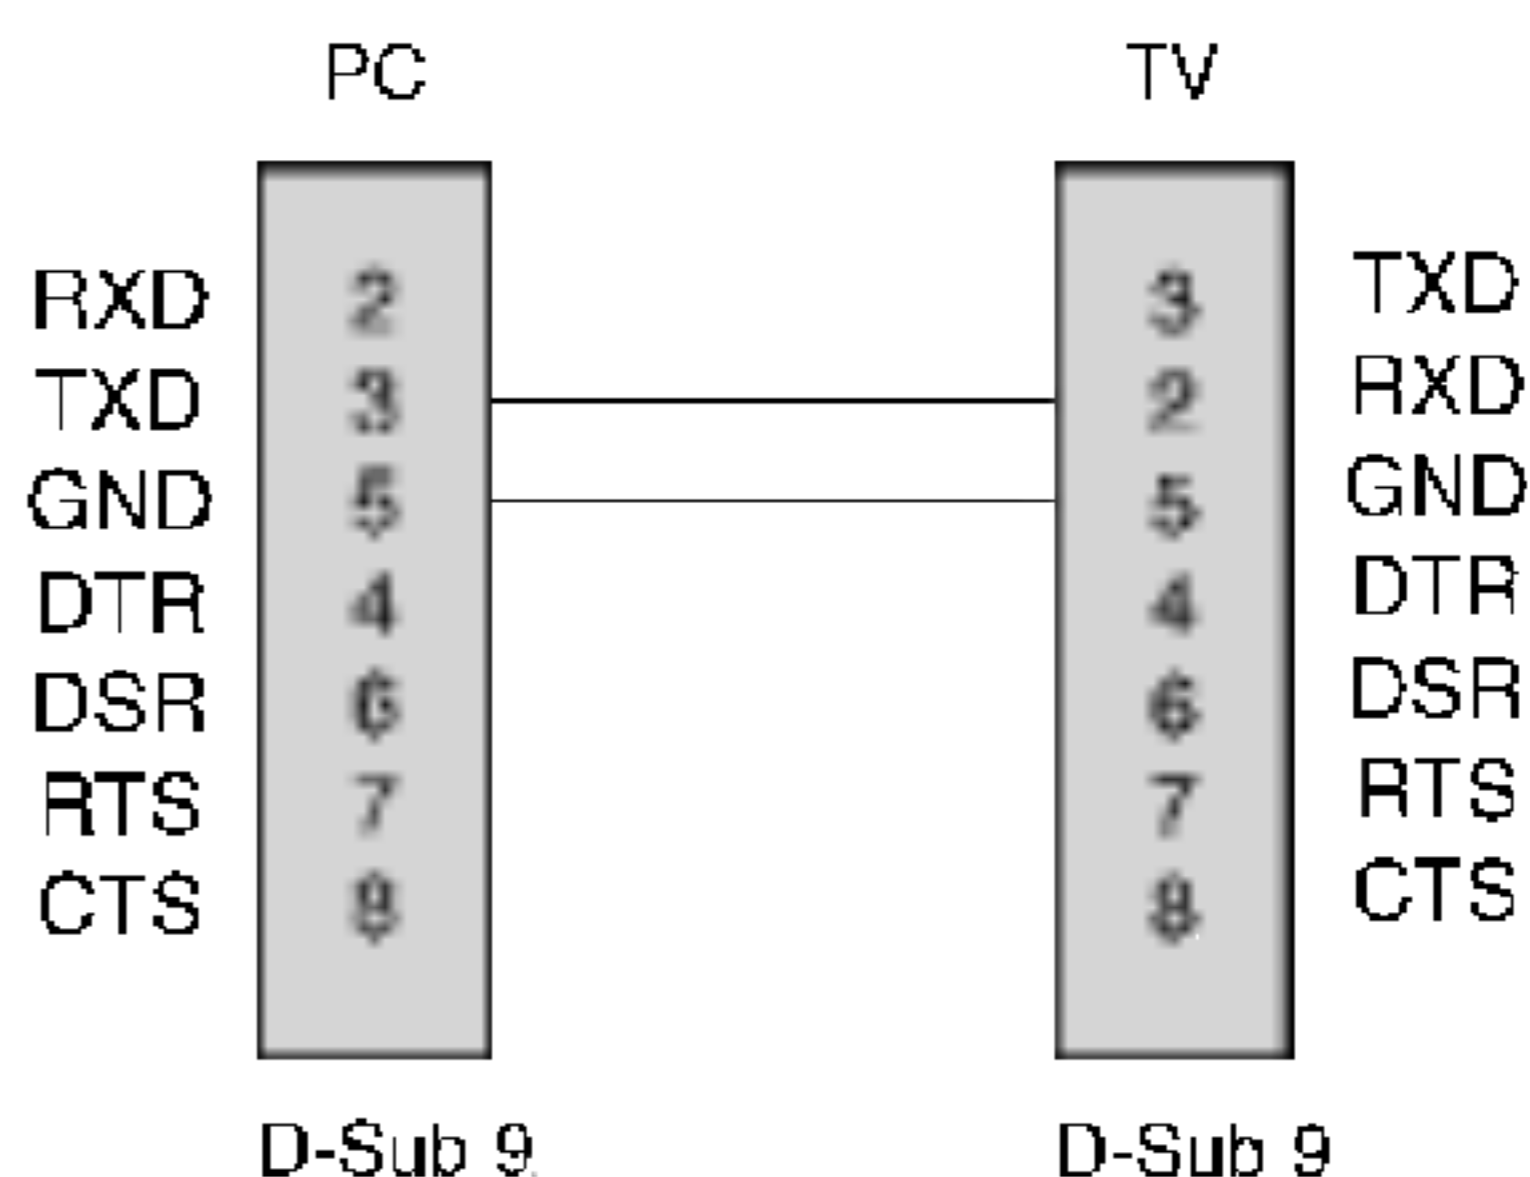 PC TV
RXD 2 3 TXD
TXD 3 2 RXD
GND 5 5 GND
DTR 4 4 DTR
DSR 6 6 DSR
RTS 7 7 RTS
CTS 8 8 CTS
D-Sub 9 D-Sub 9